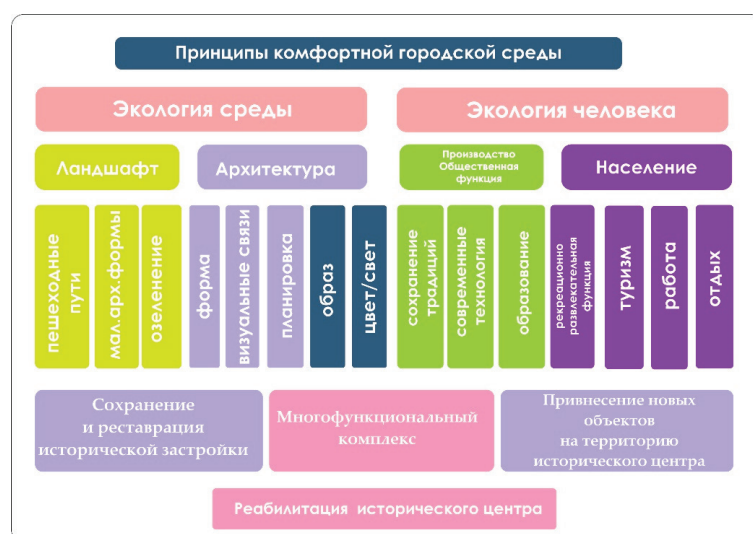 Принципы комфортной городской среды
Экология среды
Экология человека
Ландшафт
Архитектура
Производство
Общественная
функция
Население
пешеходные
пути
мал.арх.формы
озеленение
форма
визуальные связи
планировка
образ
цвет/свет
сохранение
традиций
современные
технология
образование
рекреационно
развлекательная
функция
туризм
работа
отдых
Сохранение
и реставрация
исторической застройки
Многофункциональный
комплекс
Привнесение новых
объектов
на территорию
исторического центра
Реабилитация исторического центра